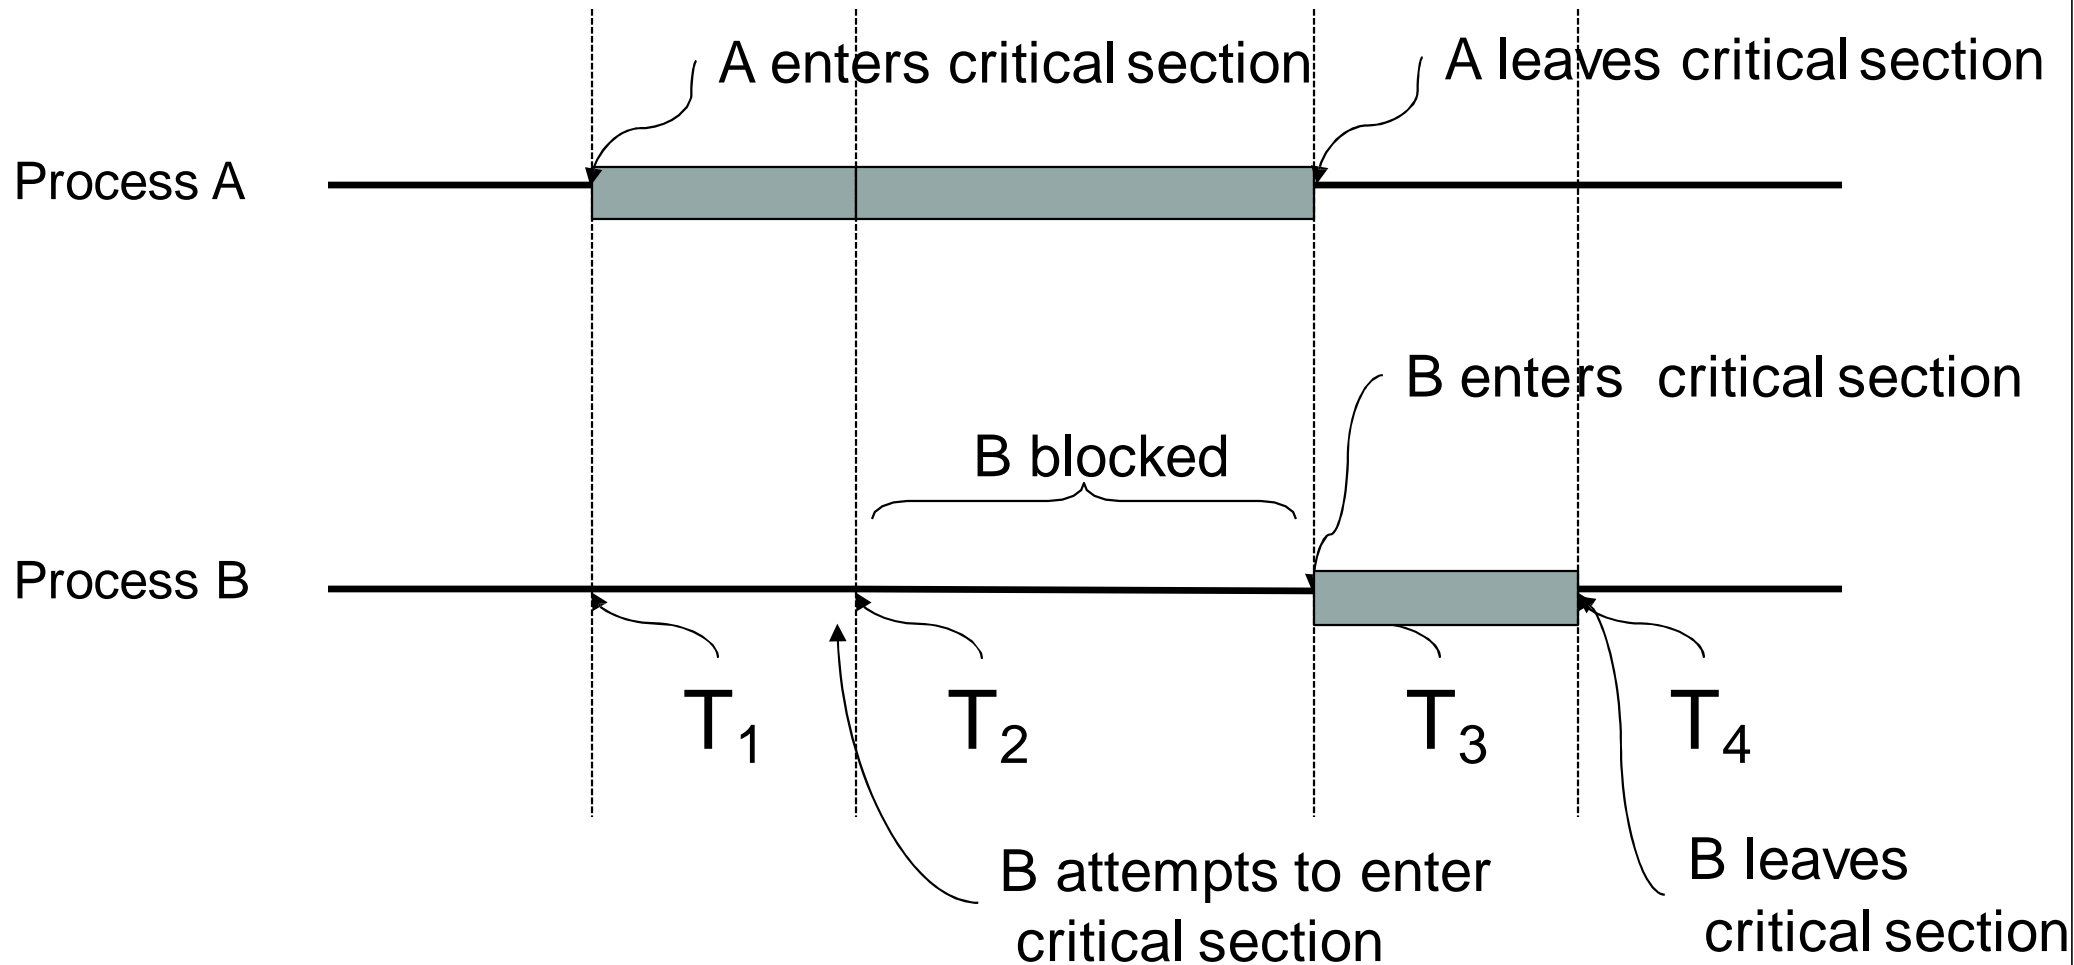 A enters critical section
A leaves critical section
Process A
B enters critical section
B blocked
Process B
T1
T2
T3
T4
B attempts to enter
critical section
B leaves
critical section